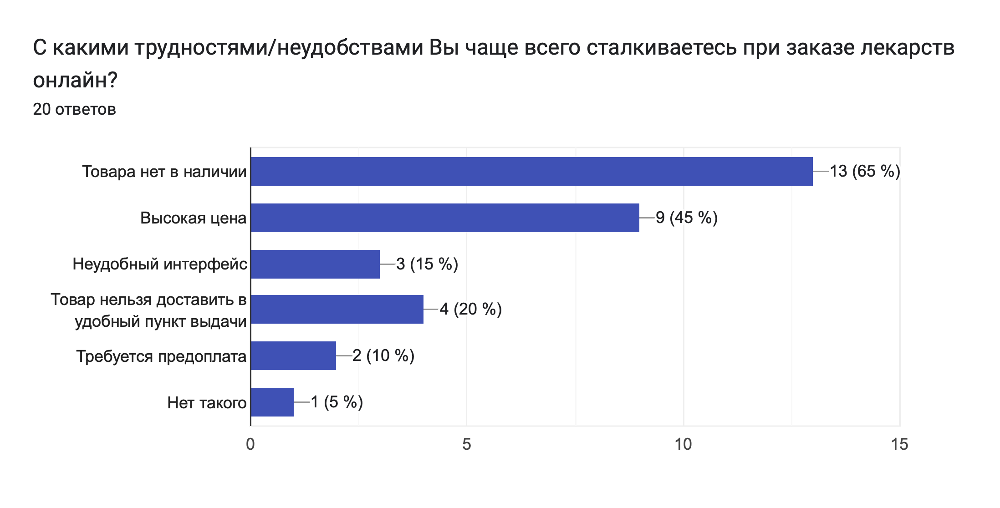 С какими трудностями/неудобствами Вы чаще всего сталкиваетесь при заказе лекарств
онлайн?
20 ответов
Товара нет в наличии
13 (65 %)
Высокая цена
9 (45 %)
Неудобный интерфейс
3 (15 %)
Товар нельзя доставить в
удобный пункт выдачи
4 (20 %)
Требуется предоплата
2 (10 %)
Нет такого
1 (5 %)
0 5 10 15